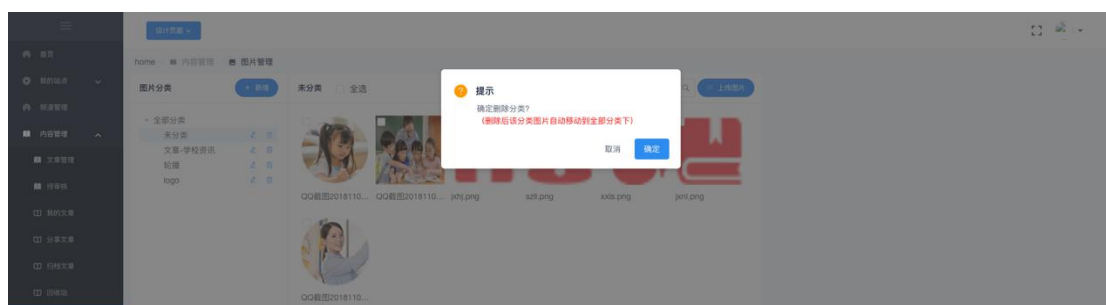 设计页面
首页
我的站点
频道管理
内容管理
文章管理
待审核
我的文章
分享文章
归档文章
回收站
home 内容管理 图片管理
图片分类
+ 新增
全部分类
未分类
文章-学校资讯
轮播
logo
未分类 全选
上传图片
提示
确定删除分类?
(删除后该分类图片自动移动到全部分类下)
取消 确定
QQ截图2018110... QQ截图2018110... jxhj.png szll.png xxls.png jxnl.png
QQ截图2018110...